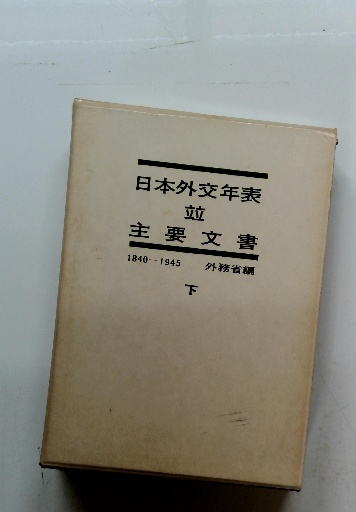 日本外交年表
竝
主要文書
1840--1945 外務省編
下